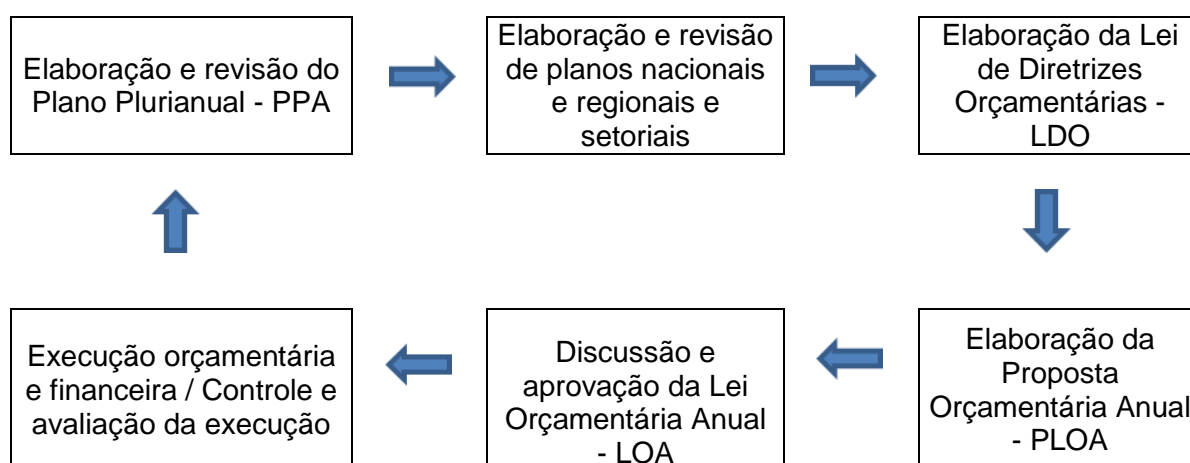 Elaboração e revisão do
Plano Plurianual - PPA
Elaboração e revisão
de planos nacionais
e regionais e
setoriais
Elaboração da Lei
de Diretrizes
Orçamentárias -
LDO
Execução orçamentária
e financeira / Controle e
avaliação da execução
Discussão e
aprovação da Lei
Orçamentária Anual
- LOA
Elaboração da
Proposta
Orçamentária Anual
- PLOA